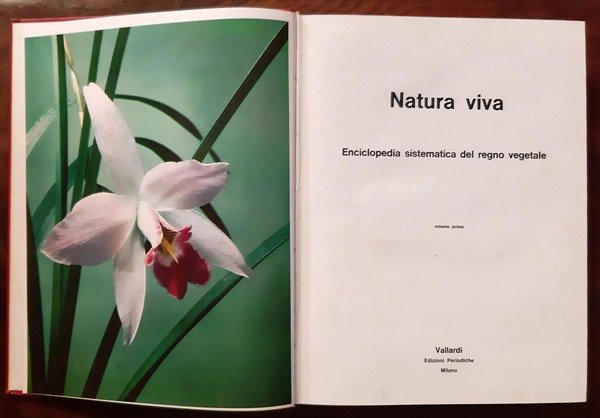 Natura viva
Enciclopedia sistematica del regno vegetale
volume primo
Vallardi
Edizioni Periodiche
Milano